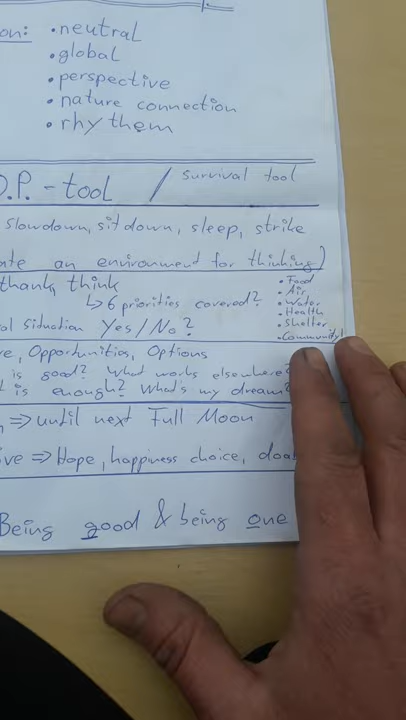 on: • neutral
• global
• perspective
• nature connection
• rhythem
O.P. - tool / survival tool
slowdown, sit down, sleep, strike
ate an environment for thinking)
thank, think
↳ 6 priorities covered?
• Food
• Air
• Water
• Health
• Shelter
• Community!
al situation Yes/No?
ve, Opportunities, Options
is good? What works elsewhere?
t is enough? What's my dream?
⇒ until next Full Moon
ive ⇒ Hope, happiness choice,
Being good & being one